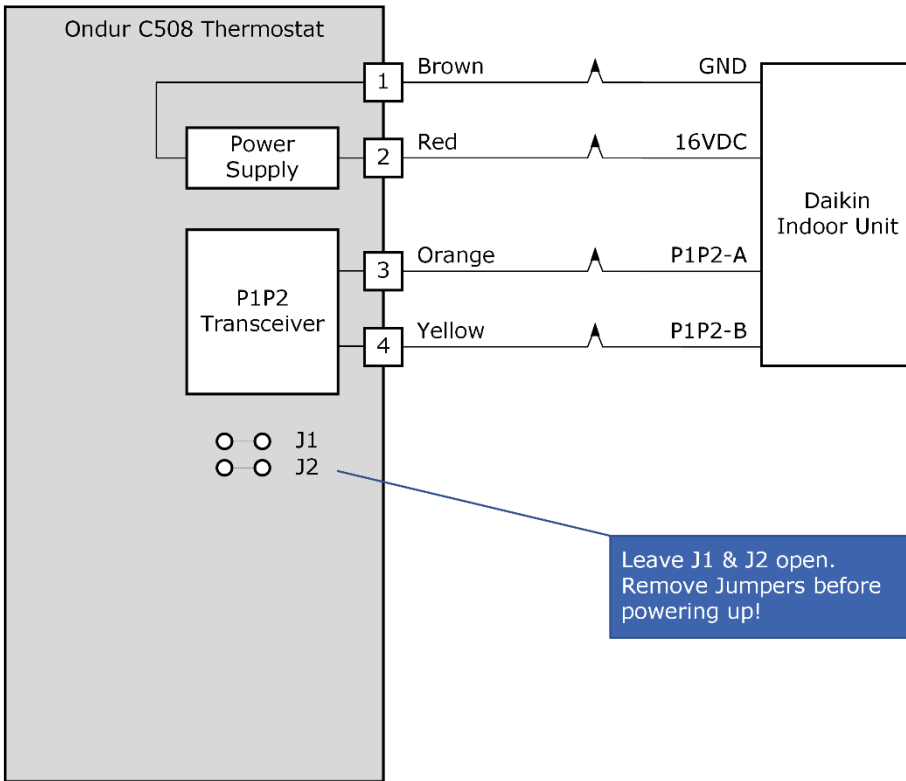 Ondur C508 Thermostat
1 Brown GND
Power
Supply
2 Red 16VDC
Daikin
Indoor Unit
3 Orange P1P2-A
P1P2
Transceiver
4 Yellow P1P2-B
J1
J2
Leave J1 & J2 open.
Remove Jumpers before
powering up!